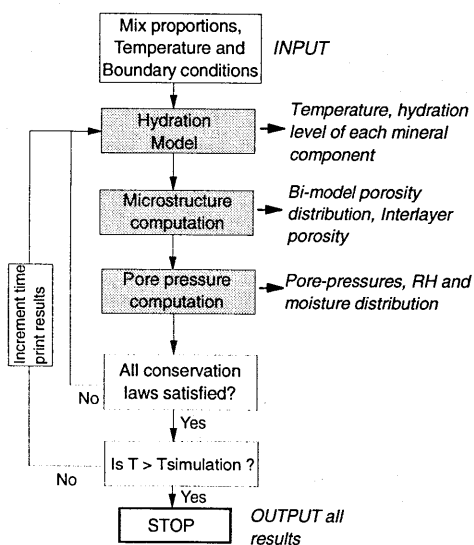 Mix proportions,
Temperature and
Boundary conditions
INPUT
Hydration
Model
Temperature, hydration
level of each mineral
component
Microstructure
computation
Bi-model porosity
distribution, Interlayer
porosity
Pore pressure
computation
Pore-pressures, RH and
moisture distribution
Increment time
print results
All conservation
laws satisfied?
No
Yes
Is T > Tsimulation ?
No
Yes
STOP
OUTPUT all
results